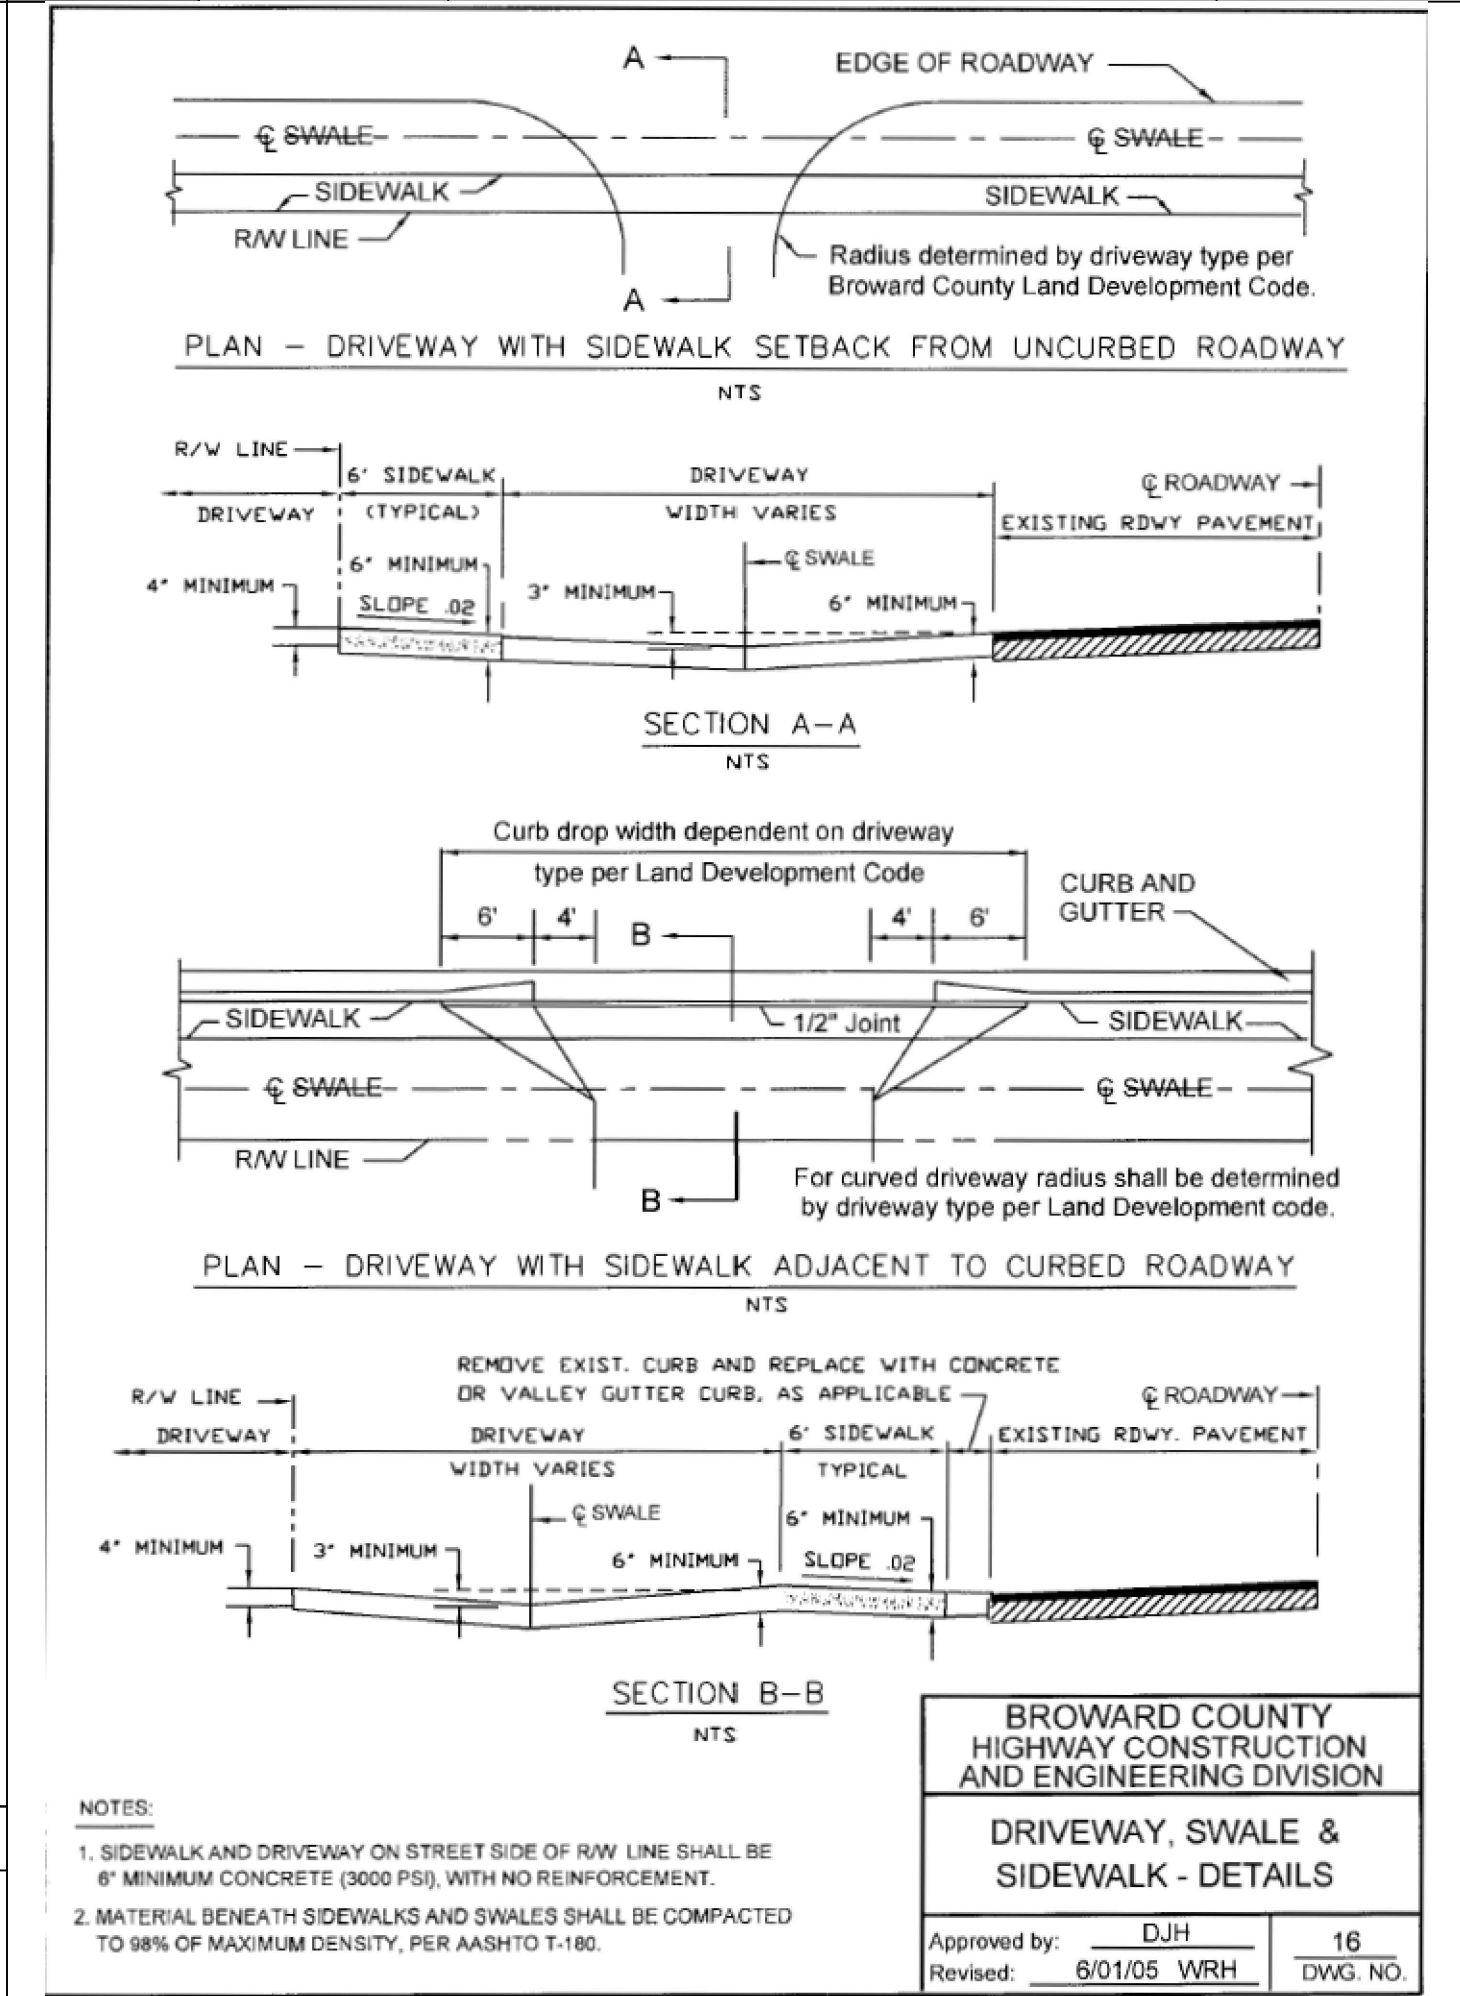 A
EDGE OF ROADWAY
℄ SWALE
℄ SWALE
SIDEWALK
SIDEWALK
R/W LINE
Radius determined by driveway type per
Broward County Land Development Code.
A
PLAN - DRIVEWAY WITH SIDEWALK SETBACK FROM UNCURBED ROADWAY
NTS
R/W LINE
6' SIDEWALK
DRIVEWAY
℄ ROADWAY
DRIVEWAY
(TYPICAL)
WIDTH VARIES
EXISTING RDWY PAVEMENT
6" MINIMUM
℄ SWALE
4" MINIMUM
3" MINIMUM
6" MINIMUM
SLOPE .02
SECTION A-A
NTS
Curb drop width dependent on driveway
type per Land Development Code
CURB AND
GUTTER
6'
4'
4'
6'
B
SIDEWALK
1/2" Joint
SIDEWALK
℄ SWALE
℄ SWALE
R/W LINE
B
For curved driveway radius shall be determined
by driveway type per Land Development code.
PLAN - DRIVEWAY WITH SIDEWALK ADJACENT TO CURBED ROADWAY
NTS
REMOVE EXIST. CURB AND REPLACE WITH CONCRETE
OR VALLEY GUTTER CURB, AS APPLICABLE
R/W LINE
℄ ROADWAY
DRIVEWAY
DRIVEWAY
6' SIDEWALK
EXISTING RDWY. PAVEMENT
WIDTH VARIES
TYPICAL
℄ SWALE
6" MINIMUM
4" MINIMUM
3" MINIMUM
6" MINIMUM
SLOPE .02
SECTION B-B
NTS
BROWARD COUNTY
HIGHWAY CONSTRUCTION
AND ENGINEERING DIVISION
DRIVEWAY, SWALE &
SIDEWALK - DETAILS
Approved by: DJH
Revised: 6/01/05 WRH
16
DWG. NO.
NOTES:
1. SIDEWALK AND DRIVEWAY ON STREET SIDE OF R/W LINE SHALL BE
6" MINIMUM CONCRETE (3000 PSI), WITH NO REINFORCEMENT.
2. MATERIAL BENEATH SIDEWALKS AND SWALES SHALL BE COMPACTED
TO 98% OF MAXIMUM DENSITY, PER AASHTO T-180.